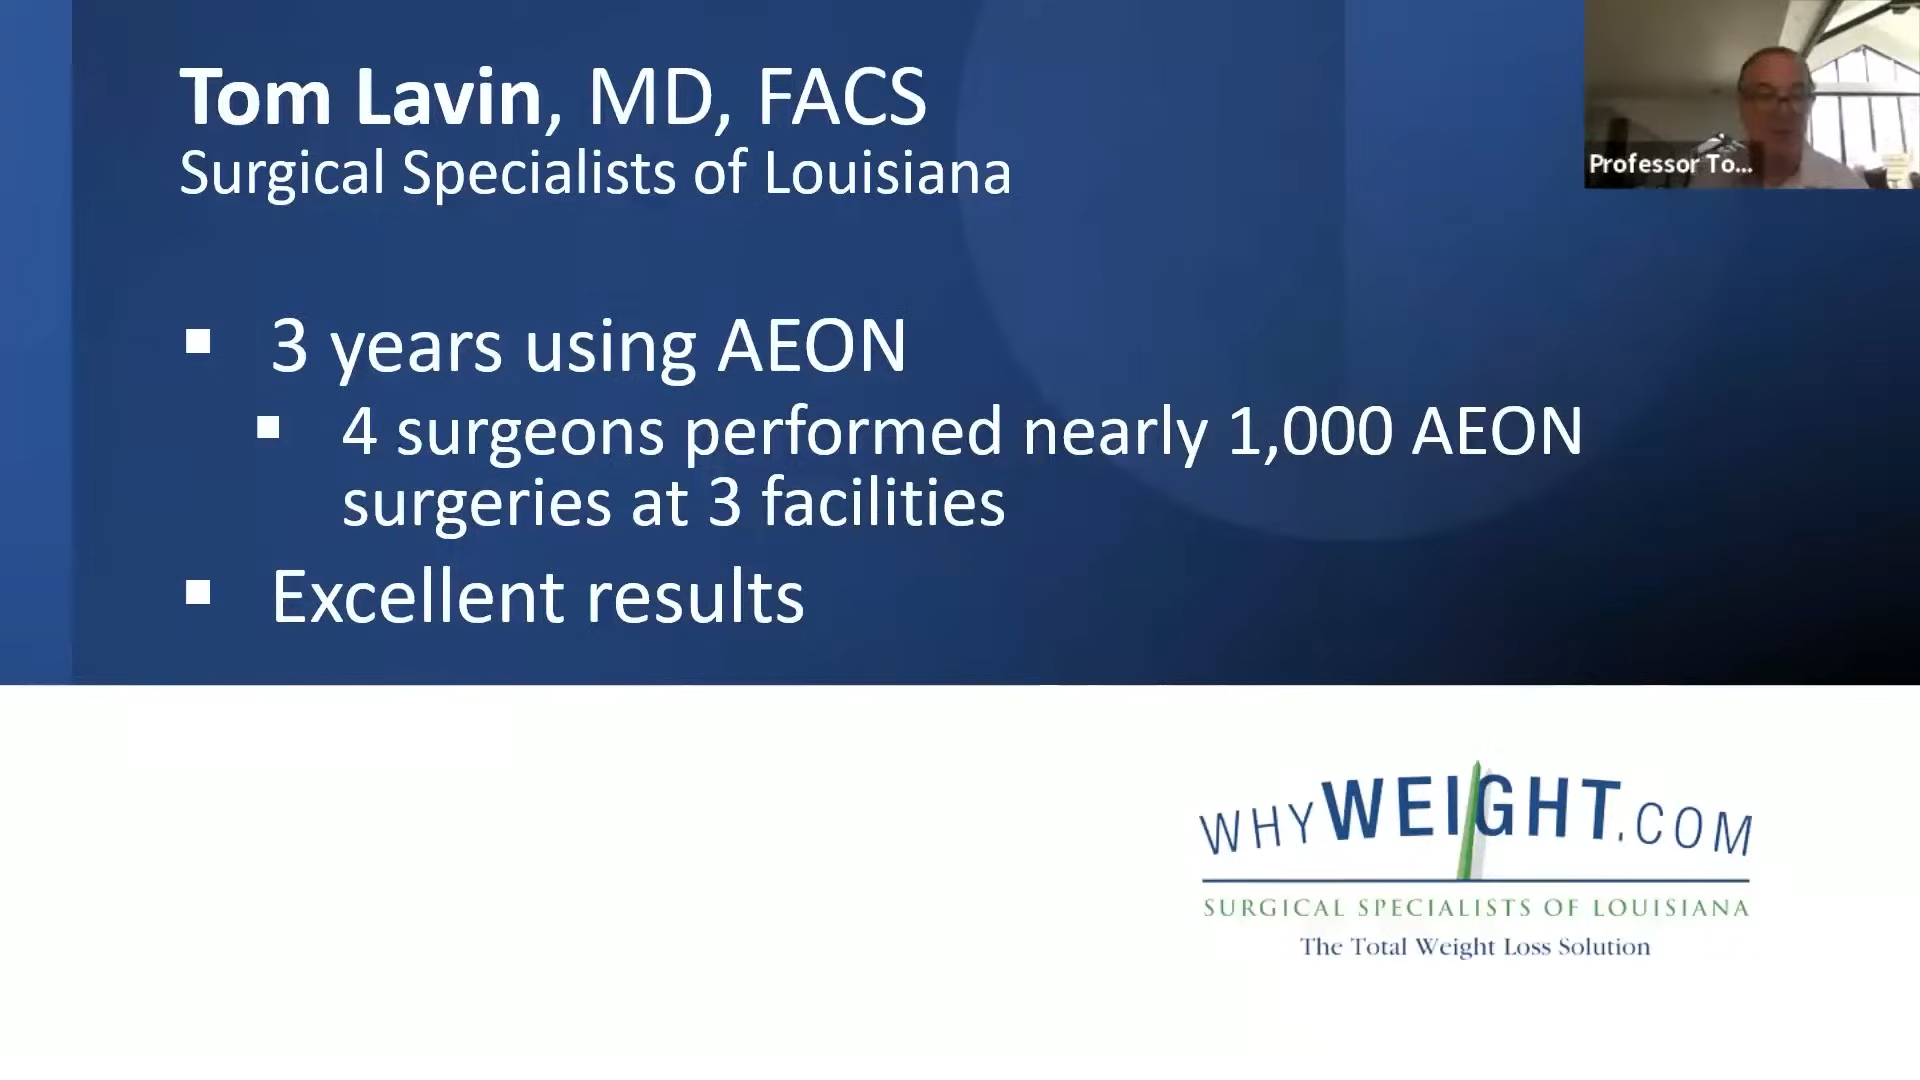 Tom Lavin, MD, FACS
Surgical Specialists of Louisiana
Professor To...
▪ 3 years using AEON
▪ 4 surgeons performed nearly 1,000 AEON
surgeries at 3 facilities
▪ Excellent results
WHYWEIGHT.COM
SURGICAL SPECIALISTS OF LOUISIANA
The Total Weight Loss Solution